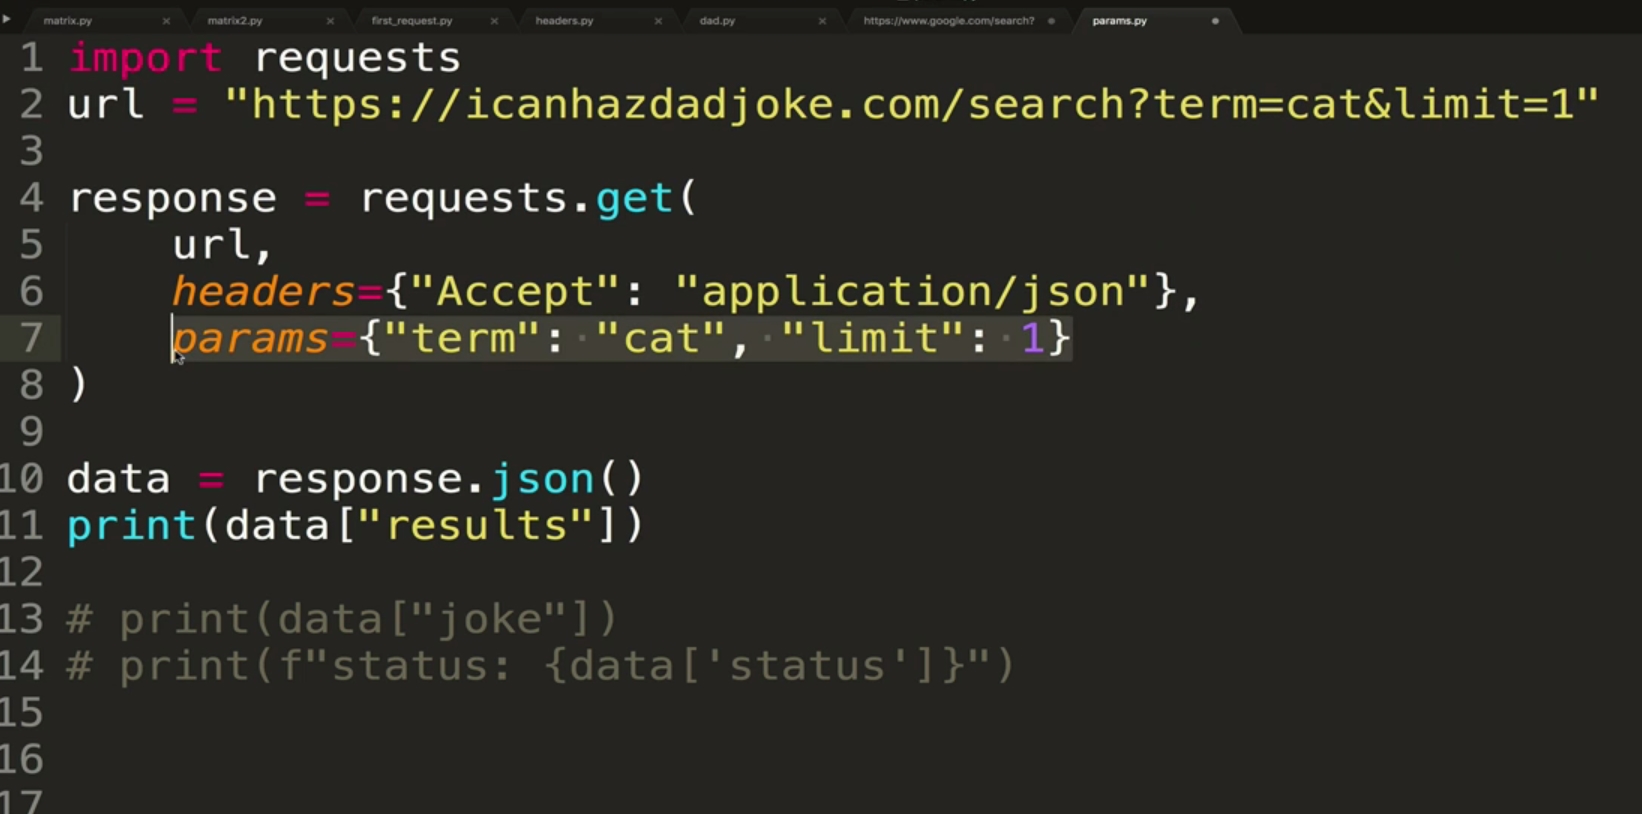 matrix.py matrix2.py first_request.py headers.py dad.py https://www.google.com/search? params.py
1 import requests
2 url = "https://icanhazdadjoke.com/search?term=cat&limit=1"
3
4 response = requests.get(
5     url,
6     headers={"Accept": "application/json"},
7     params={"term": "cat", "limit": 1}
8 )
9
10 data = response.json()
11 print(data["results"])
12
13 # print(data["joke"])
14 # print(f"status: {data['status']}")
15
16
17